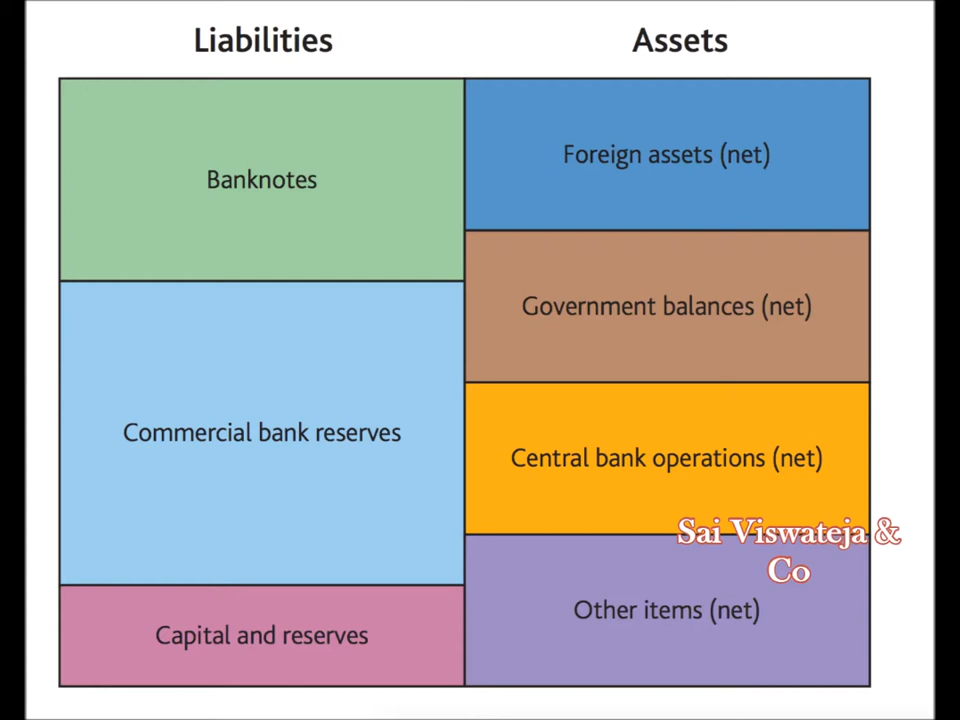 Liabilities
Assets
Banknotes
Commercial bank reserves
Capital and reserves
Foreign assets (net)
Government balances (net)
Central bank operations (net)
Other items (net)
Sai Viswateja &
Co